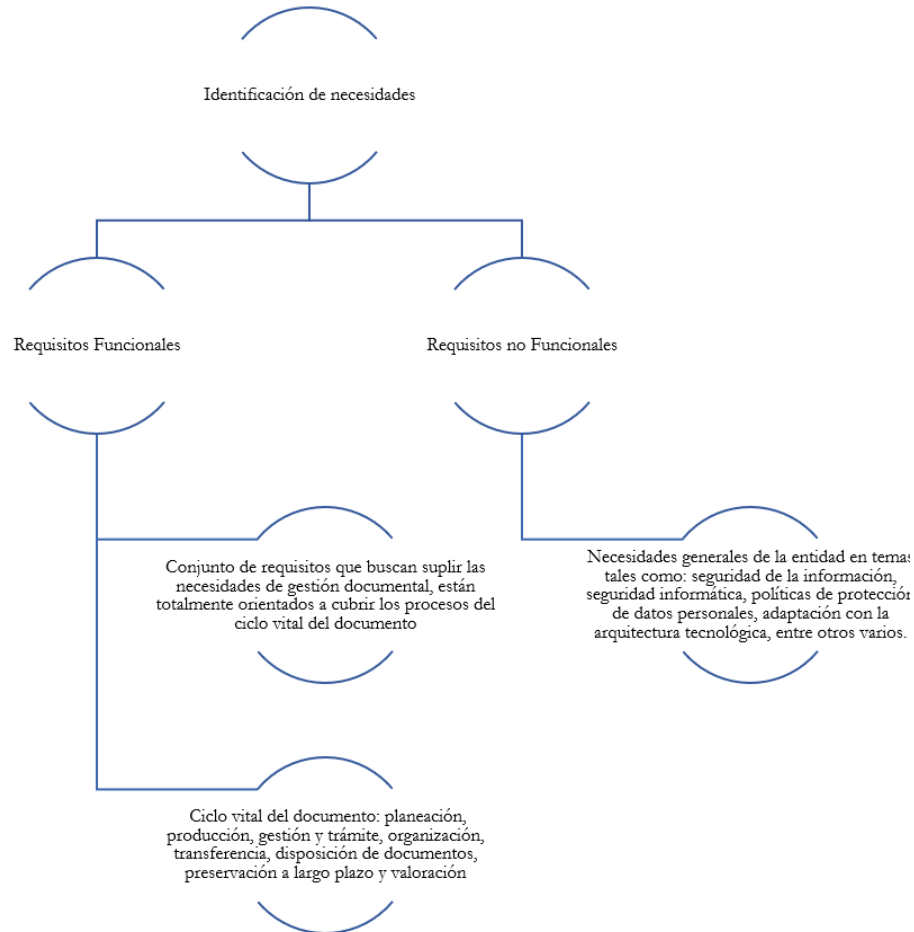 Identificación de necesidades
Requisitos Funcionales
Requisitos no Funcionales
Conjunto de requisitos que buscan suplir las
necesidades de gestión documental, están
totalmente orientados a cubrir los procesos del
ciclo vital del documento
Necesidades generales de la entidad en temas
tales como: seguridad de la información,
seguridad informática, políticas de protección
de datos personales, adaptación con la
arquitectura tecnológica, entre otros varios.
Ciclo vital del documento: planeación,
producción, gestión y trámite, organización,
transferencia, disposición de documentos,
preservación a largo plazo y valoración